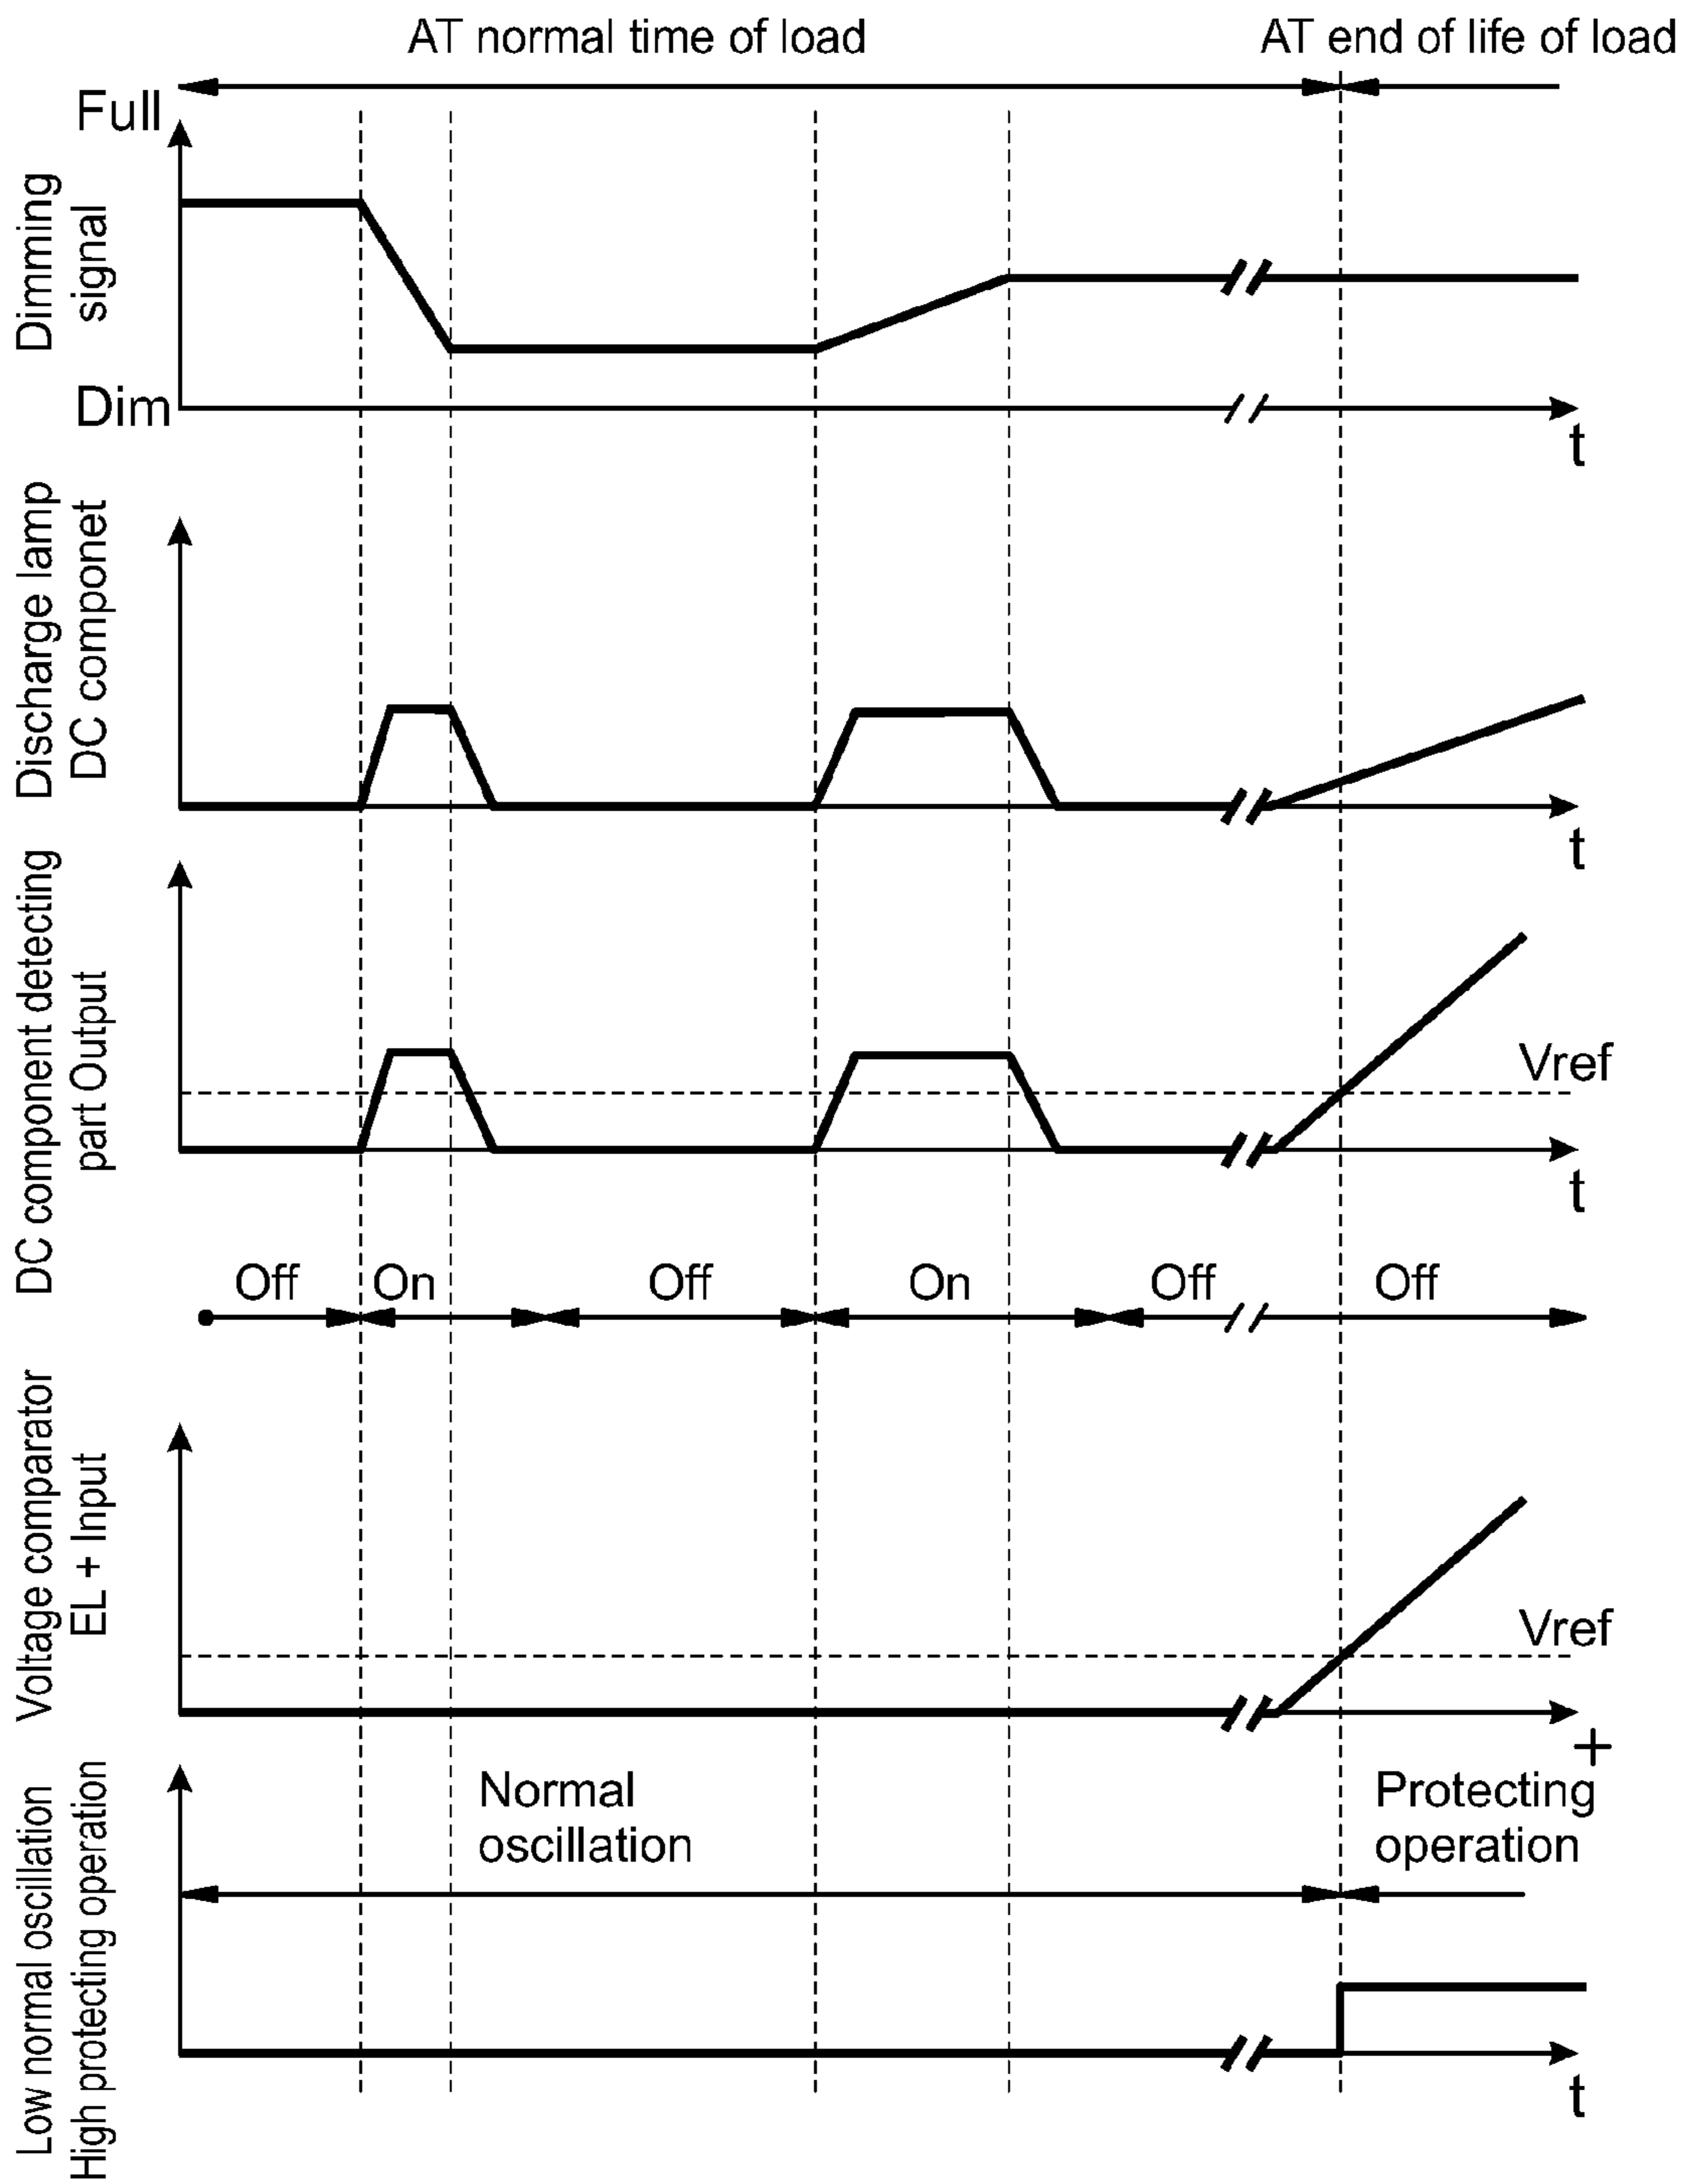 AT normal time of load
AT end of life of load
Full
Dimming
signal
Dim
t
Discharge lamp
DC componet
t
DC component detecting
part Output
Vref
t
Off
On
Off
On
Off
Off
Voltage comparator
EL + Input
Vref
+
Low normal oscillation
High protecting operation
Normal
oscillation
Protecting
operation
t